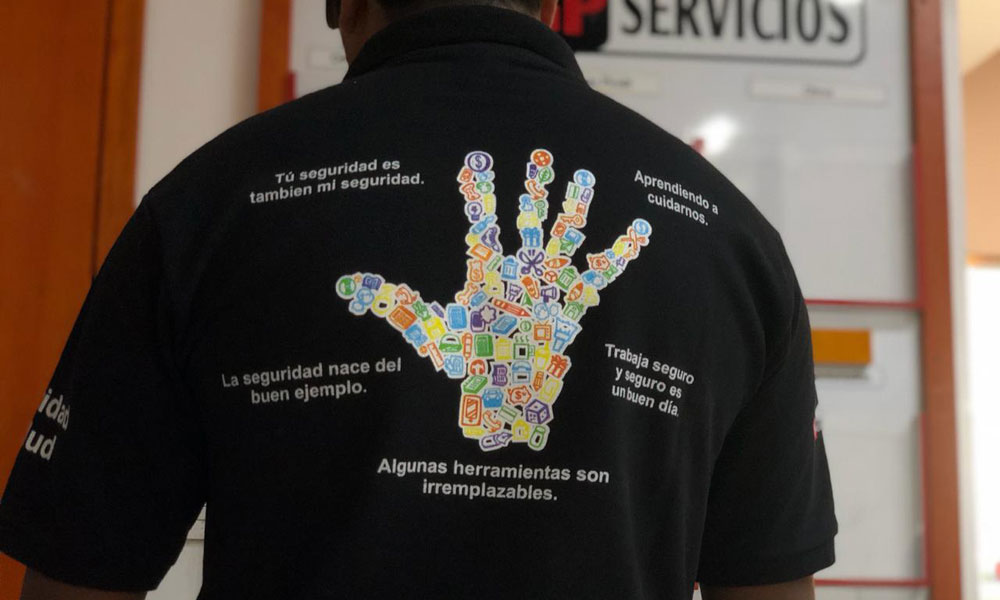 SERVICIOS
Tú seguridad es
tambien mi seguridad.
Aprendiendo a
cuidarnos.
La seguridad nace del
buen ejemplo.
Trabaja seguro
y seguro es
un buen día.
Algunas herramientas son
irremplazables.